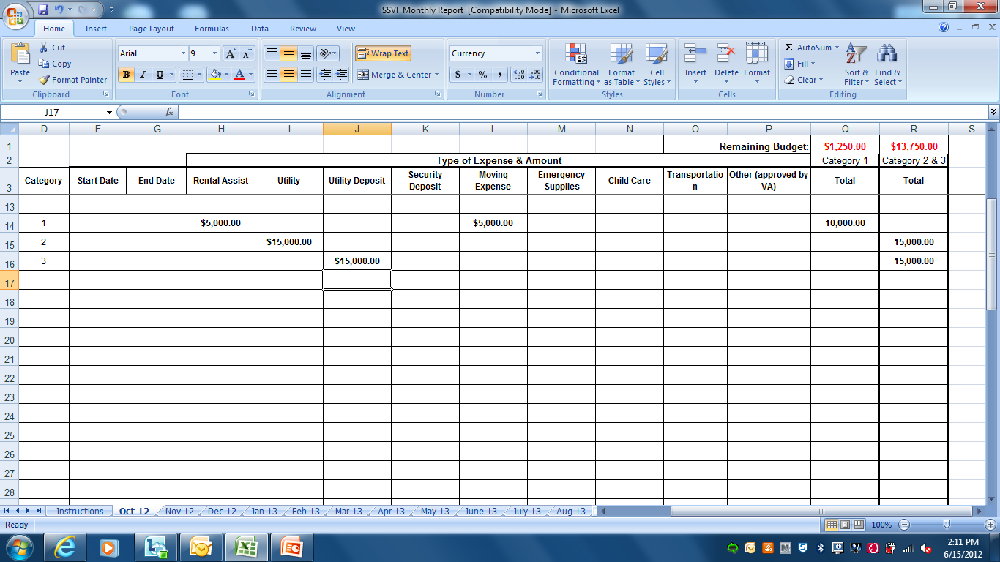 SSVF Monthly Report [Compatibility Mode] - Microsoft Excel
Home Insert Page Layout Formulas Data Review View
Paste Cut Copy Format Painter Clipboard
Arial 9 A A B I U A Font
Wrap Text Merge & Center Alignment
Currency $ % , .00 .0 Number
Conditional Formatting Format as Table Cell Styles Styles
Insert Delete Format Cells
Σ AutoSum Fill Clear Sort & Filter Find & Select Editing
J17 fx
D F G H I J K L M N O P Q R S
1 Remaining Budget: $1,250.00 $13,750.00
2 Type of Expense & Amount Category 1 Category 2 & 3
3 Category Start Date End Date Rental Assist Utility Utility Deposit Security Deposit Moving Expense Emergency Supplies Child Care Transportation Other (approved by VA) Total Total
13
14 1 $5,000.00 $5,000.00 10,000.00
15 2 $15,000.00 15,000.00
16 3 $15,000.00 15,000.00
17
18
19
20
21
22
23
24
25
26
27
28
Instructions Oct 12 Nov 12 Dec 12 Jan 13 Feb 13 Mar 13 Apr 13 May 13 June 13 July 13 Aug 13
Ready 100%
2:11 PM
6/15/2012